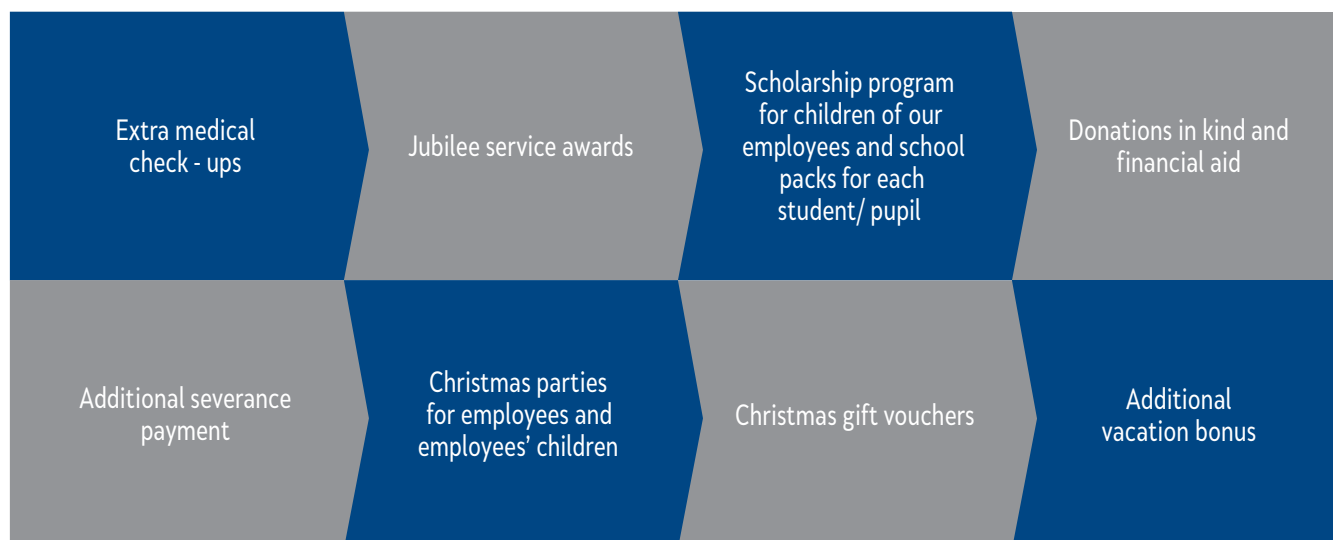 Extra medical
check - ups
Jubilee service awards
Scholarship program
for children of our
employees and school
packs for each
student/ pupil
Donations in kind and
financial aid
Additional severance
payment
Christmas parties
for employees and
employees’ children
Christmas gift vouchers
Additional
vacation bonus